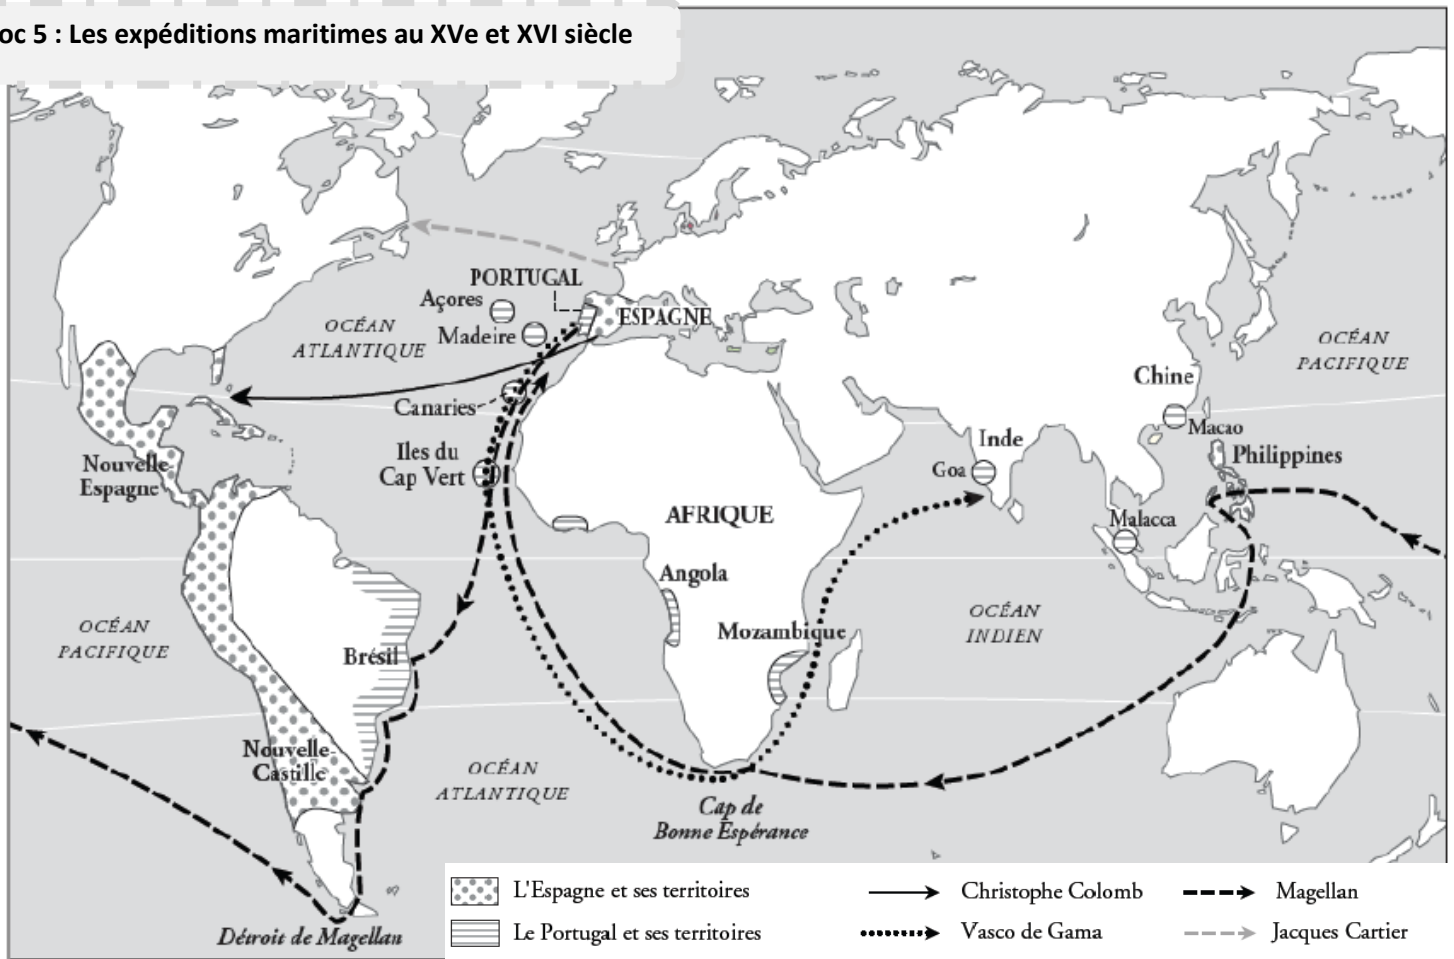 oc 5 : Les expéditions maritimes au XVe et XVI siècle
PORTUGAL
Açores
ESPAGNE
Madeire
OCÉAN
ATLANTIQUE
OCÉAN
PACIFIQUE
Chine
Canaries
Macao
Inde
Iles du
Cap Vert
Philippines
Nouvelle-
Espagne
Goa
AFRIQUE
Malacca
Angola
OCÉAN
INDIEN
OCÉAN
PACIFIQUE
Mozambique
Brésil
Nouvelle-
Castille
OCÉAN
ATLANTIQUE
Cap de
Bonne Espérance
Détroit de Magellan
L'Espagne et ses territoires
Le Portugal et ses territoires
Christophe Colomb
Vasco de Gama
Magellan
Jacques Cartier